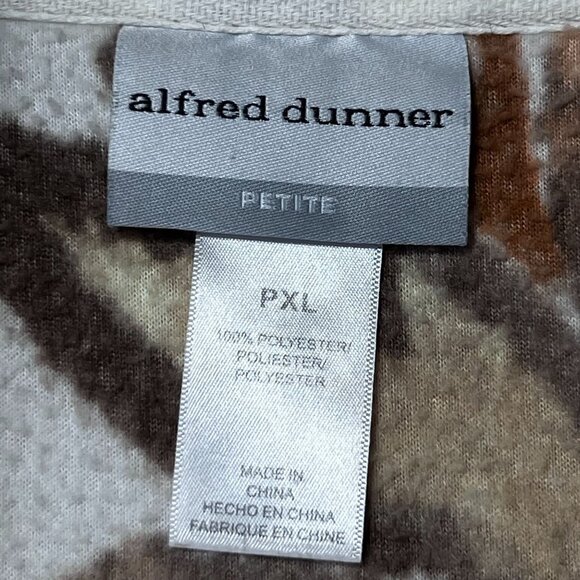 alfred dunner
PETITE
PXL
100% POLYESTER/
POLIESTER/
POLYESTER
MADE IN
CHINA
HECHO EN CHINA
FABRIQUE EN CHINE